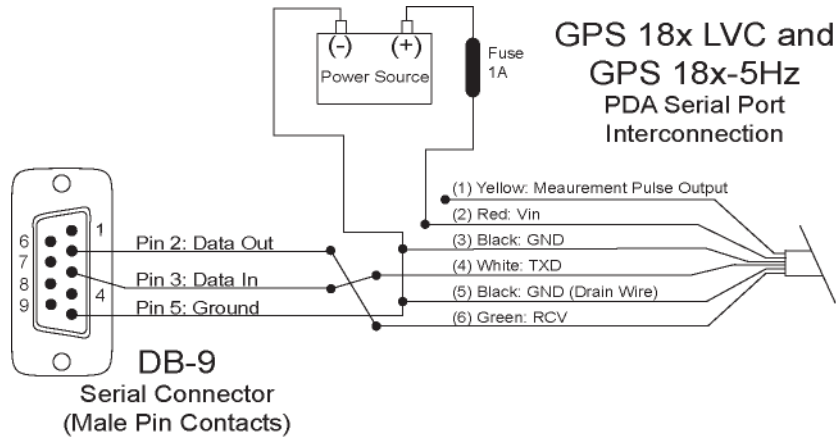 GPS 18x LVC and
GPS 18x-5Hz
PDA Serial Port
Interconnection
(-) (+)
Power Source
Fuse
1A
(1) Yellow: Meaurement Pulse Output
(2) Red: Vin
(3) Black: GND
(4) White: TXD
(5) Black: GND (Drain Wire)
(6) Green: RCV
1
6
7
8
4
9
Pin 2: Data Out
Pin 3: Data In
Pin 5: Ground
DB-9
Serial Connector
(Male Pin Contacts)